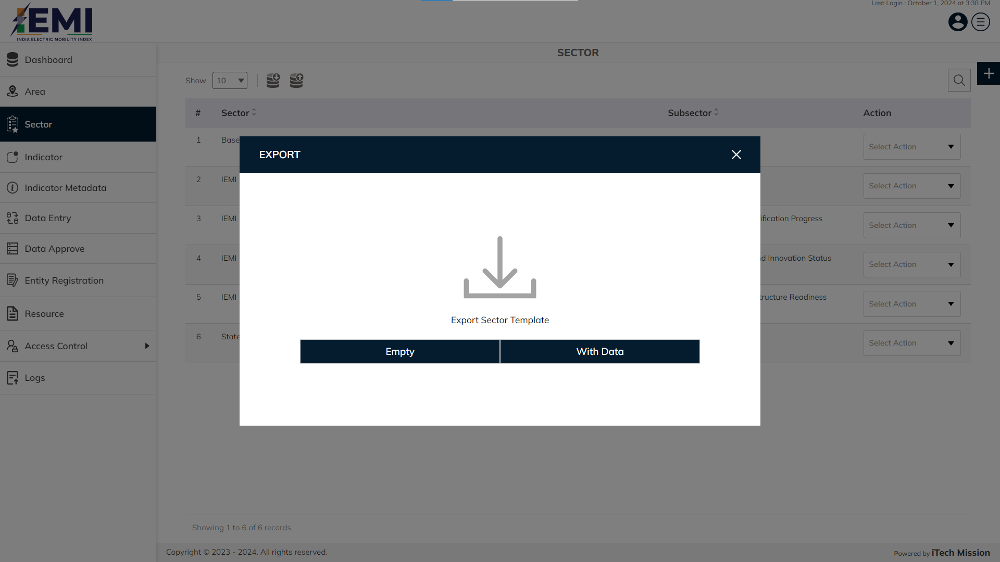 Last Login : October 1, 2024 at 3:38 PM
IEMI
INDIA ELECTRIC MOBILITY INDEX
Dashboard
Area
Sector
Indicator
Indicator Metadata
Data Entry
Data Approve
Entity Registration
Resource
Access Control
Logs
SECTOR
Show 10
# Sector Subsector Action
1 Base Select Action
2 IEMI Select Action
3 IEMI ification Progress Select Action
4 IEMI d Innovation Status Select Action
5 IEMI tructure Readiness Select Action
6 State Select Action
EXPORT
Export Sector Template
Empty With Data
Showing 1 to 6 of 6 records
Copyright © 2023 - 2024. All rights reserved.
Powered by iTech Mission